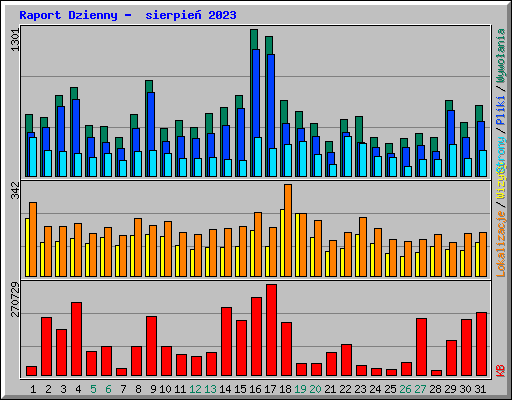 Raport Dzienny -  sierpień 2023
1301
342
270729
Lokalizacje / Wizyty
Strony / Pliki / Wywołania
KB
1 2 3 4 5 6 7 8 9 10 11 12 13 14 15 16 17 18 19 20 21 22 23 24 25 26 27 28 29 30 31